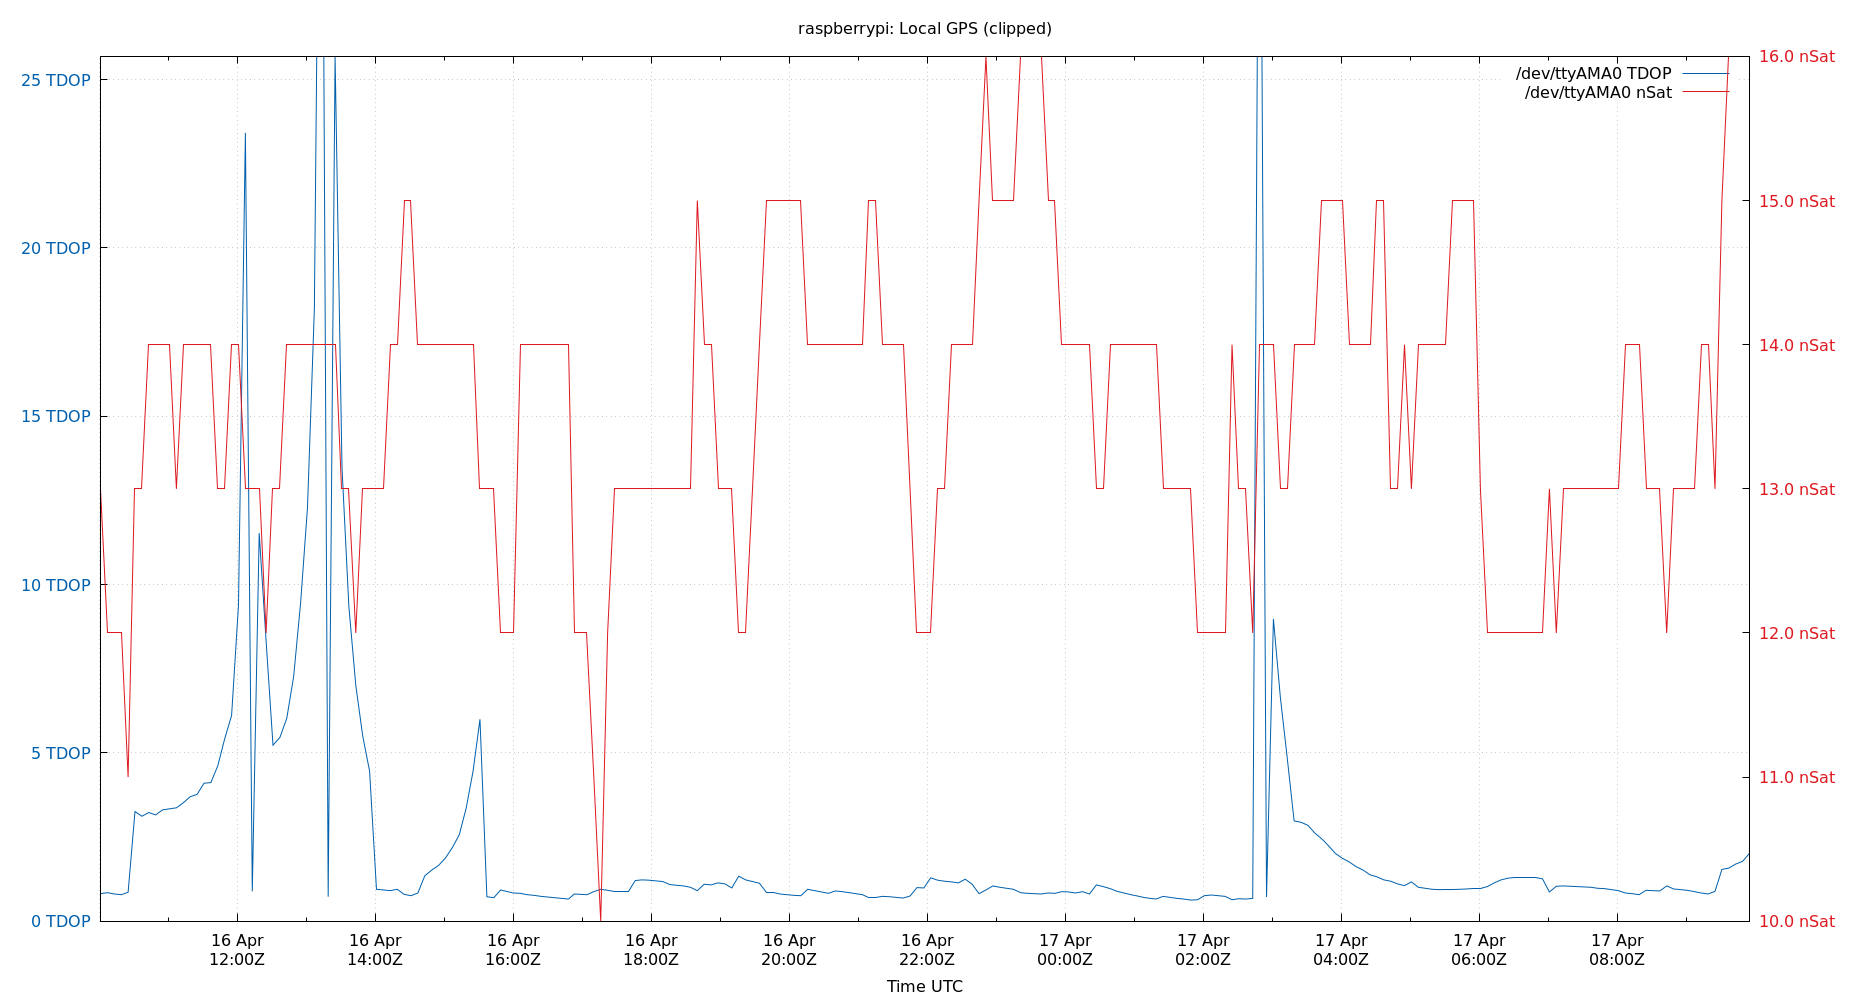 raspberrypi: Local GPS (clipped)
/dev/ttyAMA0 TDOP
/dev/ttyAMA0 nSat
25 TDOP
20 TDOP
15 TDOP
10 TDOP
5 TDOP
0 TDOP
16.0 nSat
15.0 nSat
14.0 nSat
13.0 nSat
12.0 nSat
11.0 nSat
10.0 nSat
16 Apr
12:00Z
16 Apr
14:00Z
16 Apr
16:00Z
16 Apr
18:00Z
16 Apr
20:00Z
16 Apr
22:00Z
17 Apr
00:00Z
17 Apr
02:00Z
17 Apr
04:00Z
17 Apr
06:00Z
17 Apr
08:00Z
Time UTC